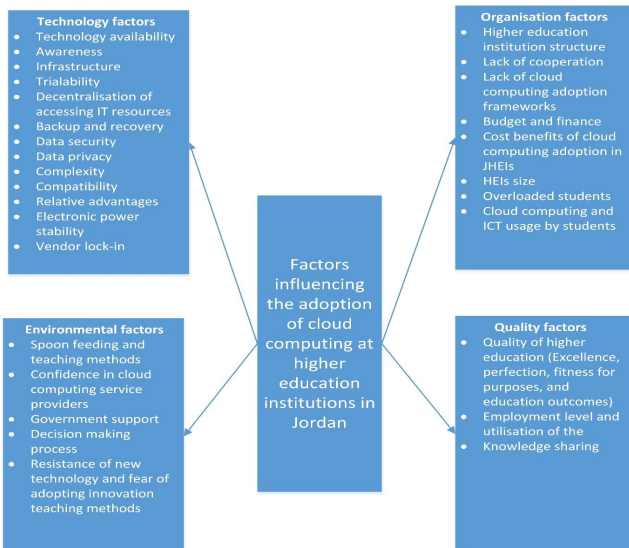 Technology factors
Technology availability
Awareness
Infrastructure
Trialability
Decentralisation of
accessing IT resources
Backup and recovery
Data security
Data privacy
Complexity
Compatibility
Relative advantages
Electronic power
stability
Vendor lock-in
Organisation factors
Higher education
institution structure
Lack of cooperation
Lack of cloud
computing adoption
frameworks
Budget and finance
Cost benefits of cloud
computing adoption in
JHEIs
HEIs size
Overloaded students
Cloud computing and
ICT usage by students
Factors
influencing
the adoption
of cloud
computing at
higher
education
institutions in
Jordan
Environmental factors
Spoon feeding and
teaching methods
Confidence in cloud
computing service
providers
Government support
Decision making
process
Resistance of new
technology and fear of
adopting innovation
teaching methods
Quality factors
Quality of higher
education (Excellence,
perfection, fitness for
purposes, and
education outcomes)
Employment level and
utilisation of the
Knowledge sharing